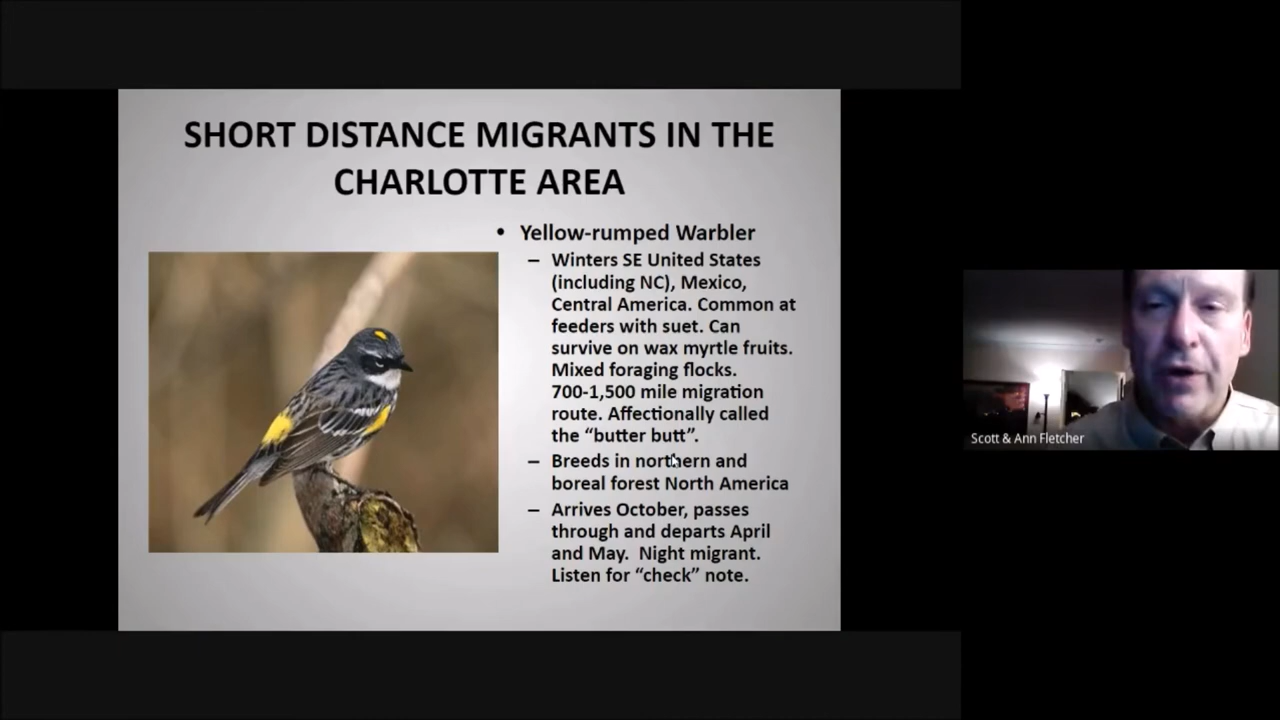 SHORT DISTANCE MIGRANTS IN THE
CHARLOTTE AREA
• Yellow-rumped Warbler
– Winters SE United States
(including NC), Mexico,
Central America. Common at
feeders with suet. Can
survive on wax myrtle fruits.
Mixed foraging flocks.
700-1,500 mile migration
route. Affectionally called
the “butter butt”.
– Breeds in northern and
boreal forest North America
– Arrives October, passes
through and departs April
and May.  Night migrant.
Listen for “check” note.
Scott & Ann Fletcher